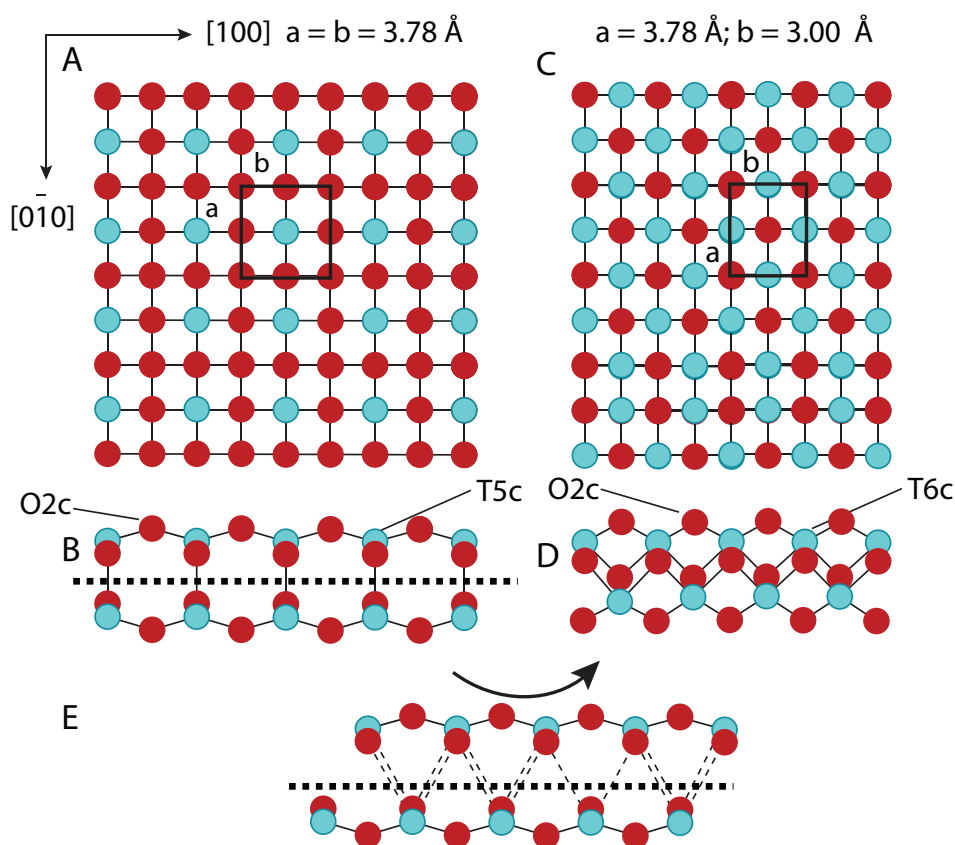 [100] a = b = 3.78 Å
a = 3.78 Å; b = 3.00 Å
A
C
b
b
[01̄0]
a
a
O2c
T5c
O2c
T6c
B
D
E